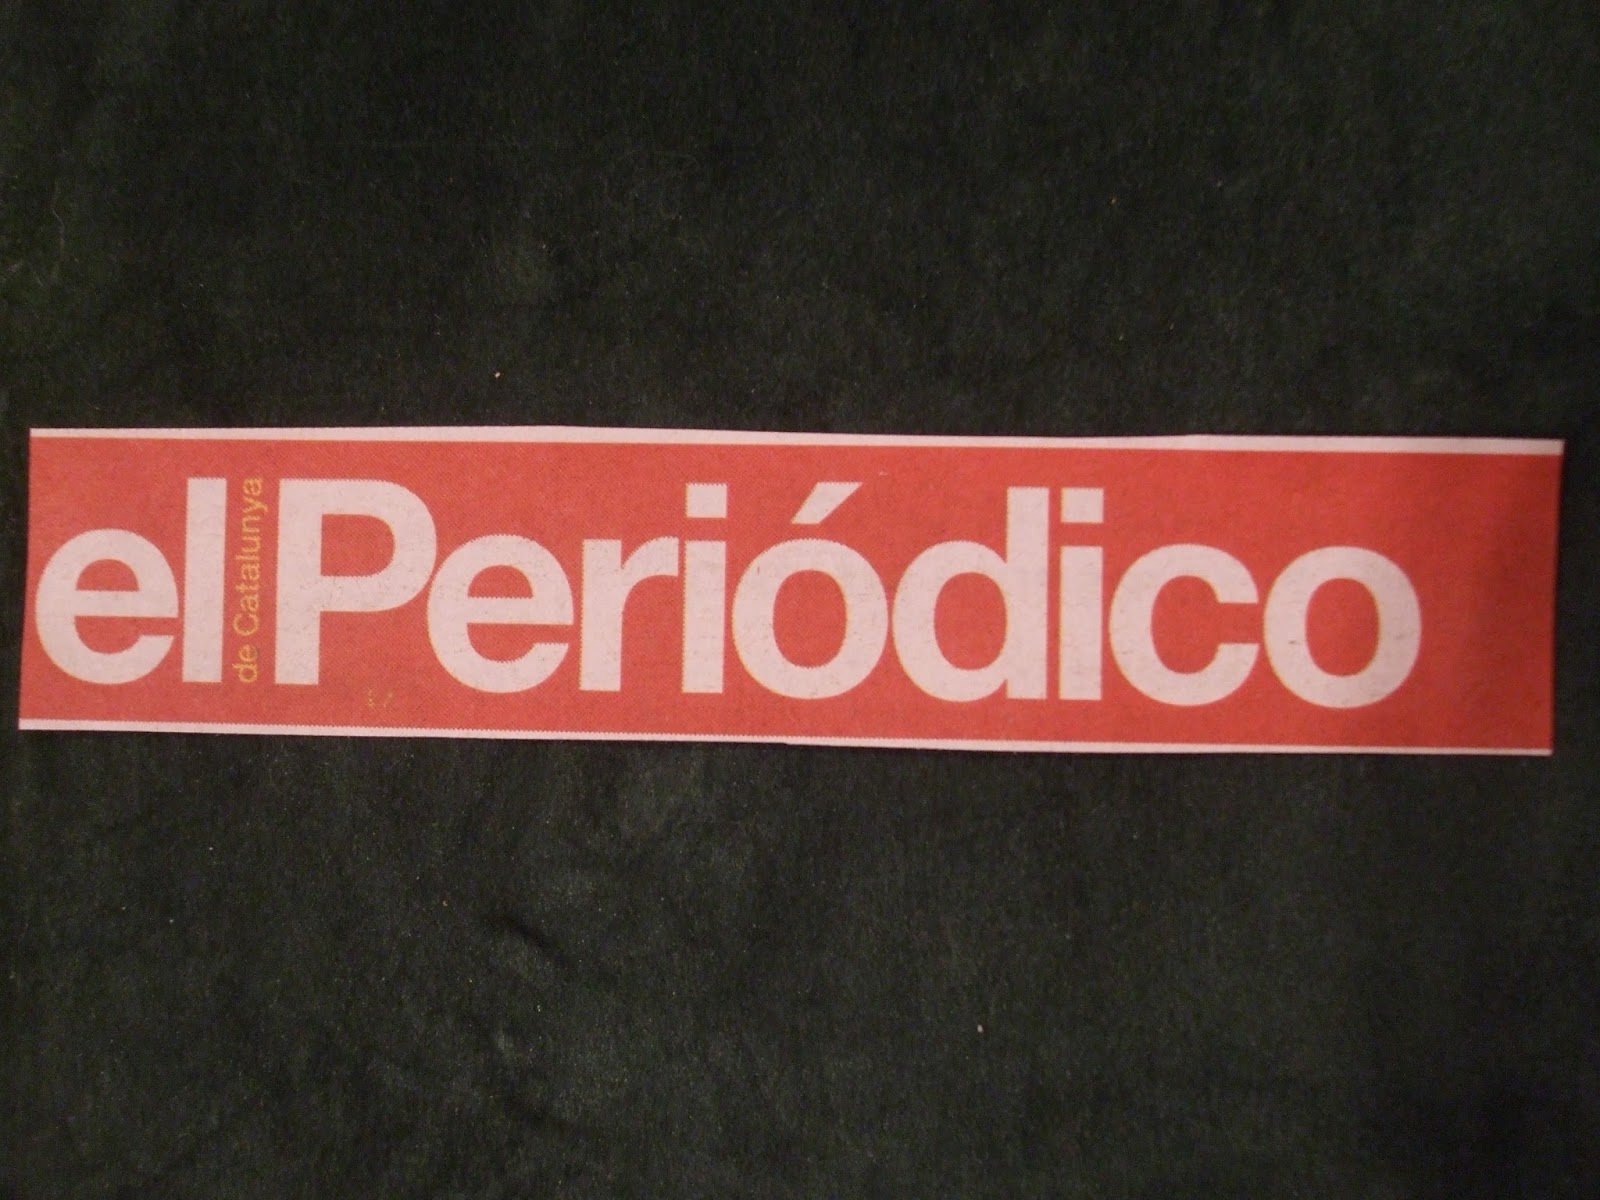 el Periódico
de Catalunya